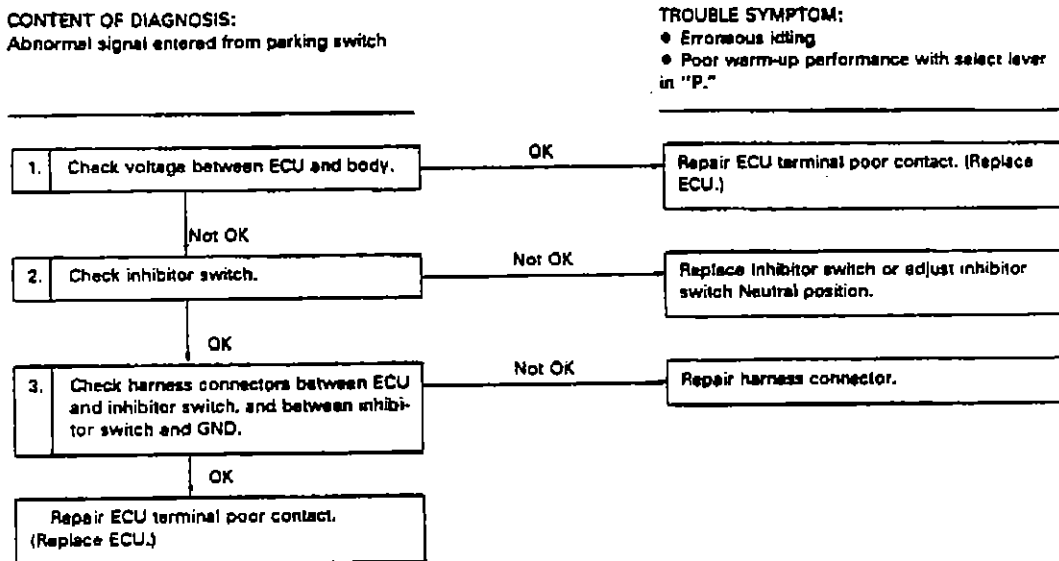 CONTENT OF DIAGNOSIS:
Abnormal signal entered from parking switch
TROUBLE SYMPTOM:
● Erroneous idling
● Poor warm-up performance with select lever
in "P."
1. Check voltage between ECU and body.
OK
Repair ECU terminal poor contact. (Replace
ECU.)
Not OK
2. Check inhibitor switch.
Not OK
Replace inhibitor switch or adjust inhibitor
switch Neutral position.
OK
3. Check harness connectors between ECU
and inhibitor switch, and between inhibi-
tor switch and GND.
Not OK
Repair harness connector.
OK
Repair ECU terminal poor contact.
(Replace ECU.)